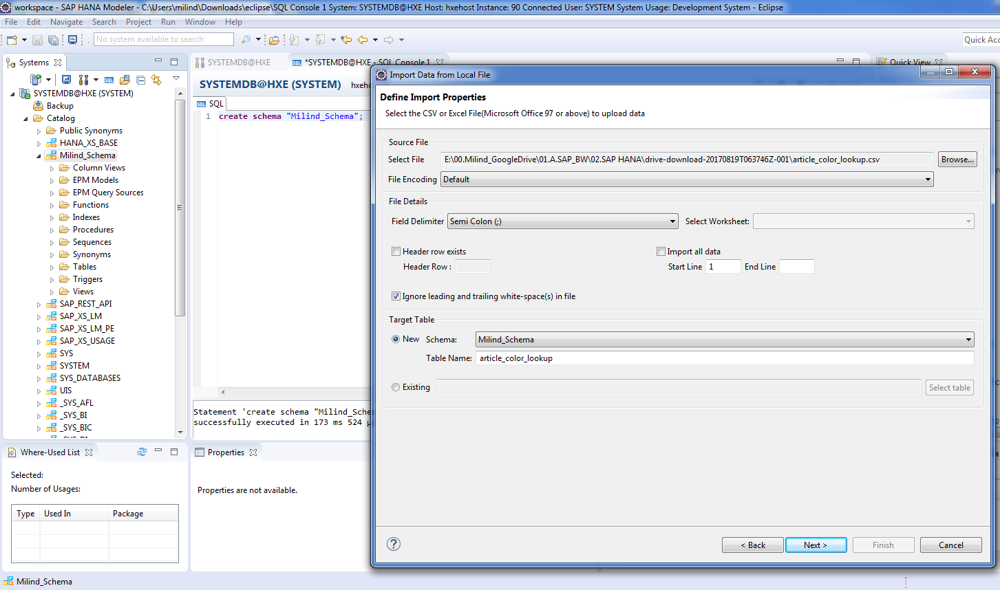 workspace - SAP HANA Modeler - C:\Users\milind\Downloads\eclipse\SQL Console 1 System: SYSTEMDB@HXE Host: hxehost Instance: 90 Connected User: SYSTEM System Usage: Development System - Eclipse
File Edit Navigate Search Project Run Window Help
No system available to search
Quick Acc
Systems
SYSTEMDB@HXE (SYSTEM)
Backup
Catalog
Public Synonyms
HANA_XS_BASE
Milind_Schema
Column Views
EPM Models
EPM Query Sources
Functions
Indexes
Procedures
Sequences
Synonyms
Tables
Triggers
Views
SAP_REST_API
SAP_XS_LM
SAP_XS_LM_PE
SAP_XS_USAGE
SYS
SYSTEM
SYS_DATABASES
UIS
_SYS_AFL
_SYS_BI
_SYS_BIC
SYSTEMDB@HXE
*SYSTEMDB@HXE - SQL Console 1
Quick View
SYSTEMDB@HXE (SYSTEM) hxeho
SQL SQL
1 create schema "Milind_Schema";
Statement 'create schema "Milind_Sche
successfully executed in 173 ms 524 µ
Where-Used List
Selected:
Number of Usages:
Type Used In Package
Properties
Properties are not available.
Milind_Schema
Import Data from Local File
Define Import Properties
Select the CSV or Excel File(Microsoft Office 97 or above) to upload data
Source File
Select File E:\00.Milind_GoogleDrive\01.A.SAP_BW\02.SAP HANA\drive-download-20170819T063746Z-001\article_color_lookup.csv Browse...
File Encoding Default
File Details
Field Delimiter Semi Colon (;) Select Worksheet:
Header row exists Import all data
Header Row : Start Line 1 End Line
Ignore leading and trailing white-space(s) in file
Target Table
New Schema: Milind_Schema
Table Name: article_color_lookup
Existing Select table
? < Back Next > Finish Cancel